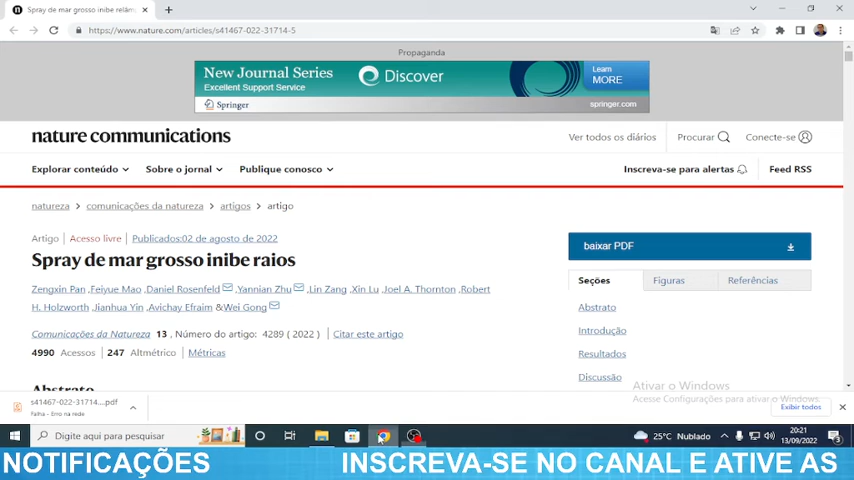 Spray de mar grosso inibe relâm
https://www.nature.com/articles/s41467-022-31714-5
Propaganda
New Journal Series
Excellent Support Service
Discover
Learn
MORE
Springer
springer.com
nature communications
Ver todos os diários
Procurar
Conecte-se
Explorar conteúdo
Sobre o jornal
Publique conosco
Inscreva-se para alertas
Feed RSS
natureza > comunicações da natureza > artigos > artigo
Artigo | Acesso livre | Publicados:02 de agosto de 2022
Spray de mar grosso inibe raios
Zengxin Pan ,Feiyue Mao ,Daniel Rosenfeld ,Yannian Zhu ,Lin Zang ,Xin Lu ,Joel A. Thornton ,Robert
H. Holzworth ,Jianhua Yin ,Avichay Efraim &Wei Gong
Comunicações da Natureza 13 , Número do artigo: 4289 ( 2022 ) | Citar este artigo
4990 Acessos | 247 Altmétrico | Métricas
Abstrato
baixar PDF
Seções
Figuras
Referências
Abstrato
Introdução
Resultados
Discussão
Ativar o Windows
Acesse Configurações para ativar o Windows.
s41467-022-31714....pdf
Falha - Erro na rede
Exibir todos
Digite aqui para pesquisar
25°C Nublado
20:21
13/09/2022
3
NOTIFICAÇÕES INSCREVA-SE NO CANAL E ATIVE AS